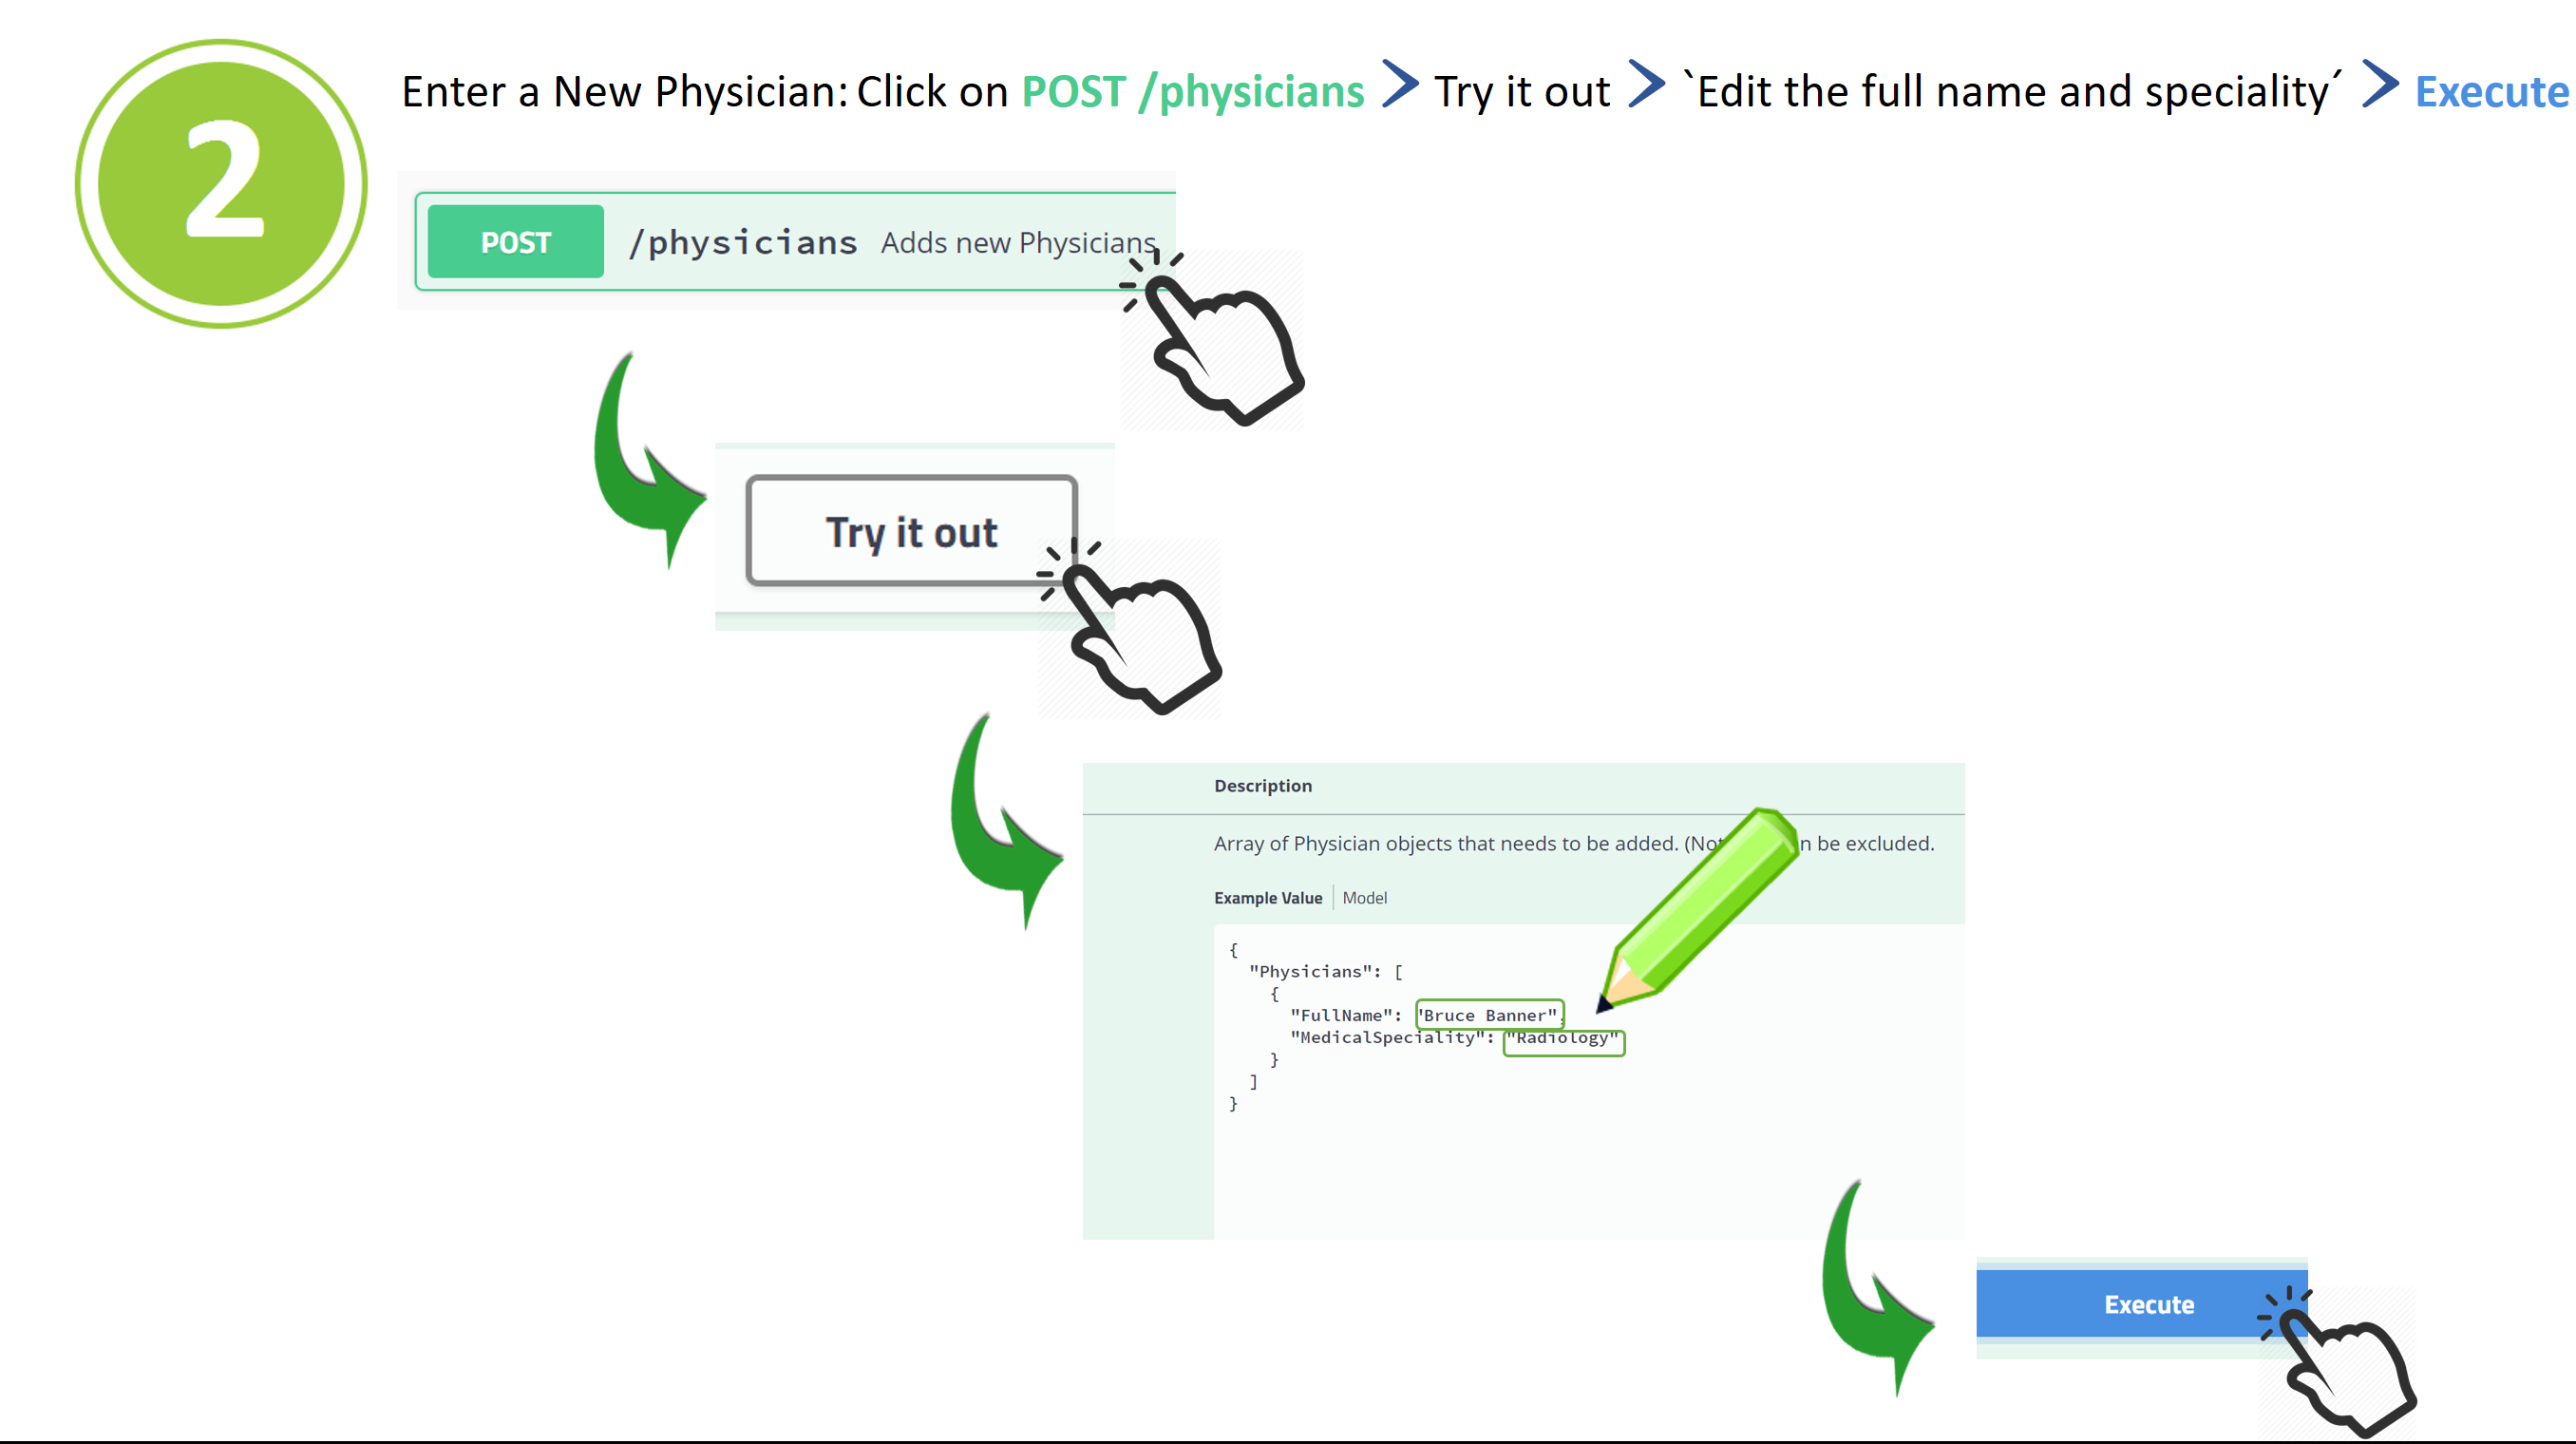 2
Enter a New Physician: Click on POST /physicians > Try it out > `Edit the full name and speciality´ > Execute
POST /physicians Adds new Physicians
Try it out
Description
Array of Physician objects that needs to be added. (Not n be excluded.
Example Value | Model
{
"Physicians": [
{
"FullName": "Bruce Banner",
"MedicalSpeciality": "Radiology"
}
]
}
Execute